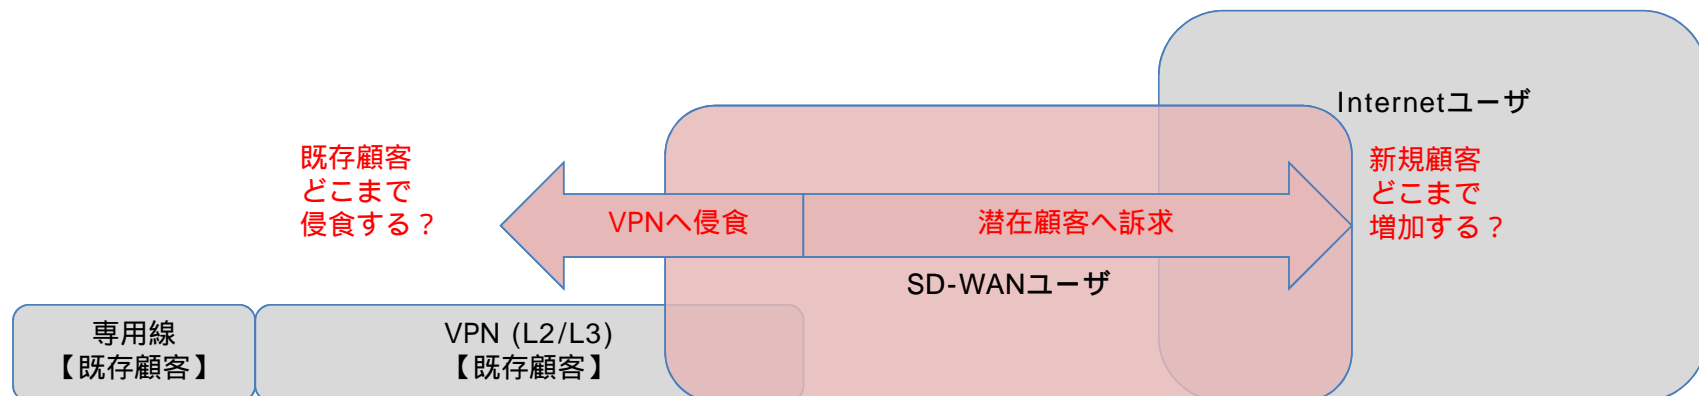 Internetユーザ
既存顧客
どこまで
侵食する？
新規顧客
どこまで
増加する？
VPNへ侵食
潜在顧客へ訴求
SD-WANユーザ
専用線
【既存顧客】
VPN (L2/L3)
【既存顧客】